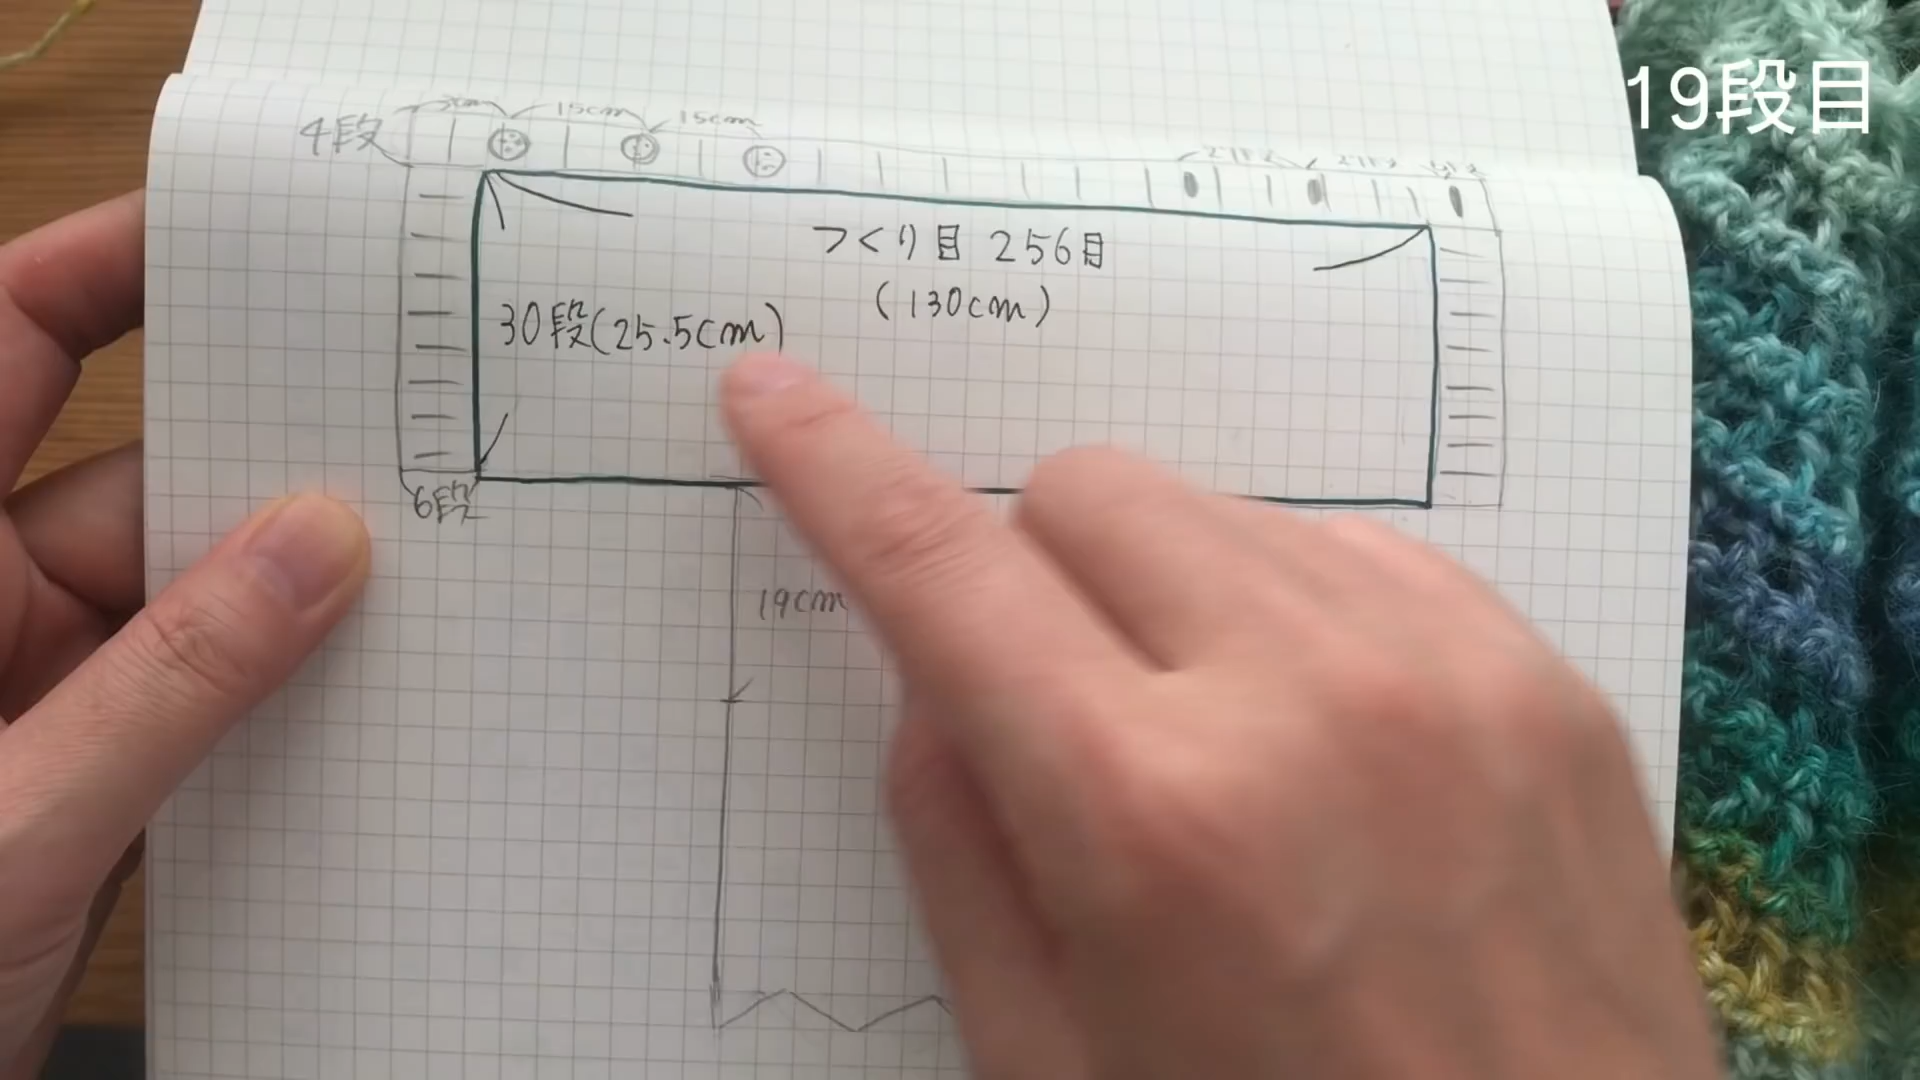 19段目
15cm 15cm
4段
つくり目 256目
(130cm)
30段(25.5cm)
6段
19cm